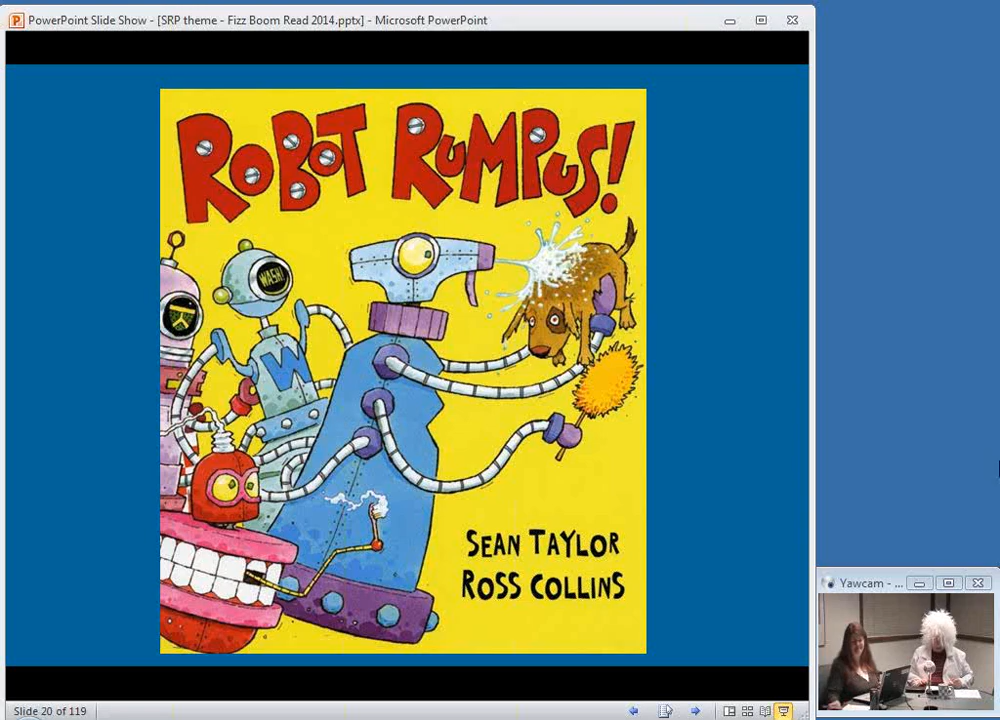 PowerPoint Slide Show - [SRP theme - Fizz Boom Read 2014.pptx] - Microsoft PowerPoint
ROBOT RUMPUS!
WASH!
W
SEAN TAYLOR
ROSS COLLINS
Yawcam - ...
Slide 20 of 119